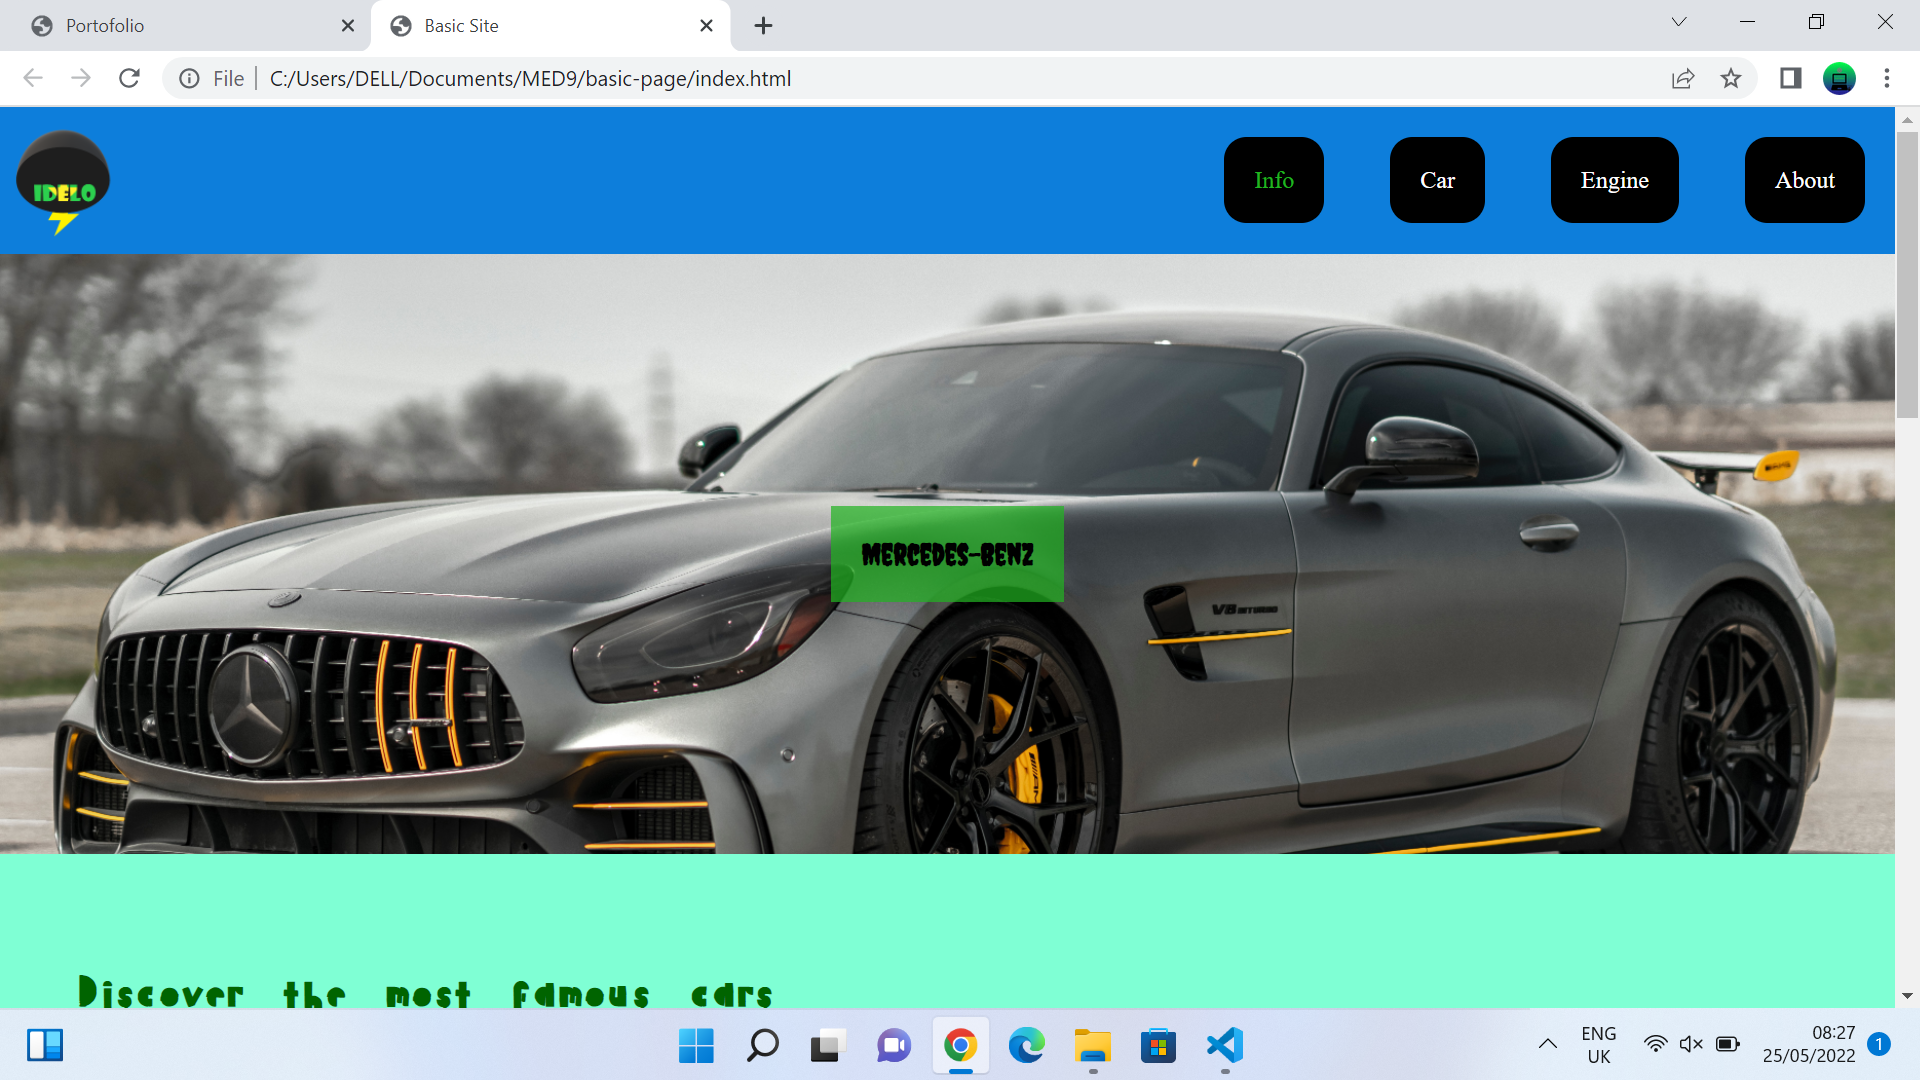 Portofolio
Basic Site
File
C:/Users/DELL/Documents/MED9/basic-page/index.html
IDELO
Info
Car
Engine
About
MERCEDES-BENZ
V8 BITURBO
AMG
Discover the most famous cars
ENG
UK
08:27
25/05/2022
1